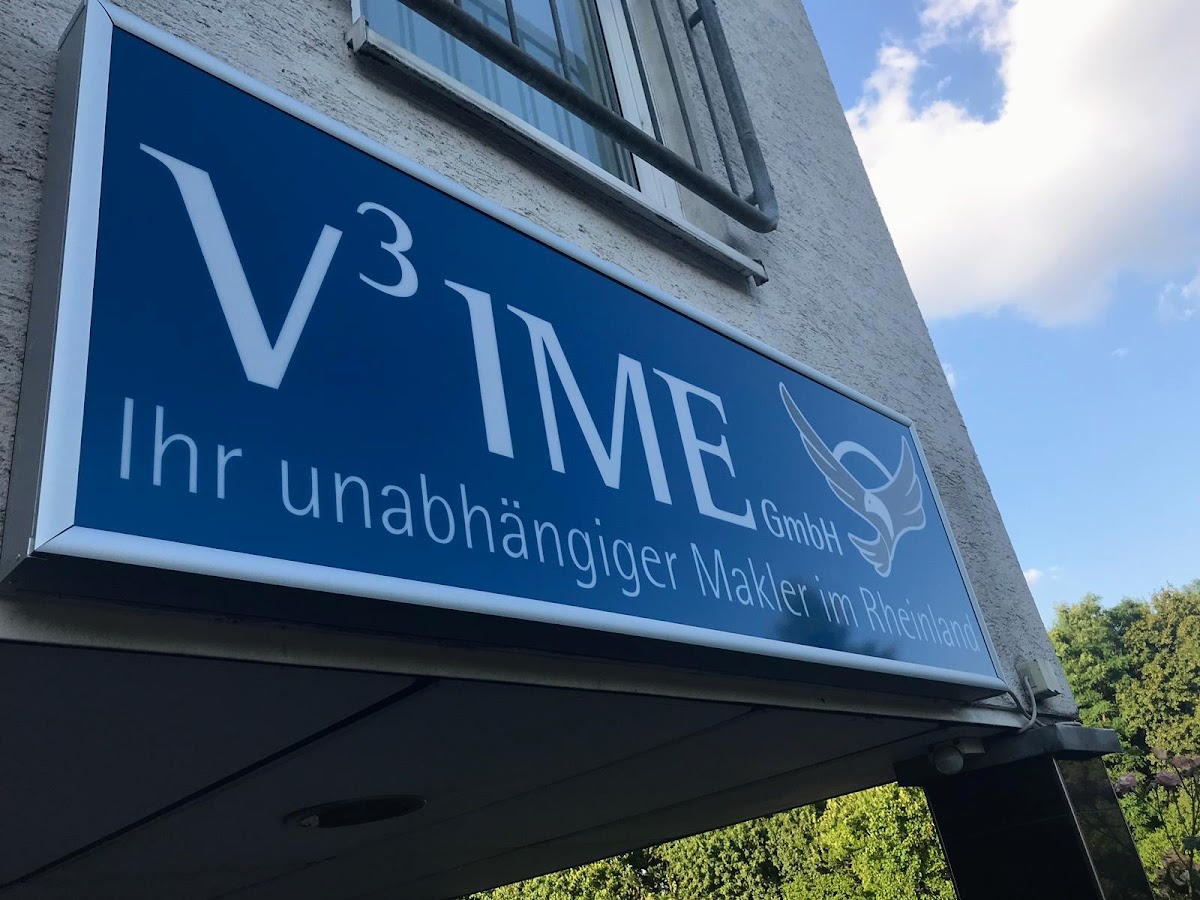 V³ IME GmbH
Ihr unabhängiger Makler im Rheinland